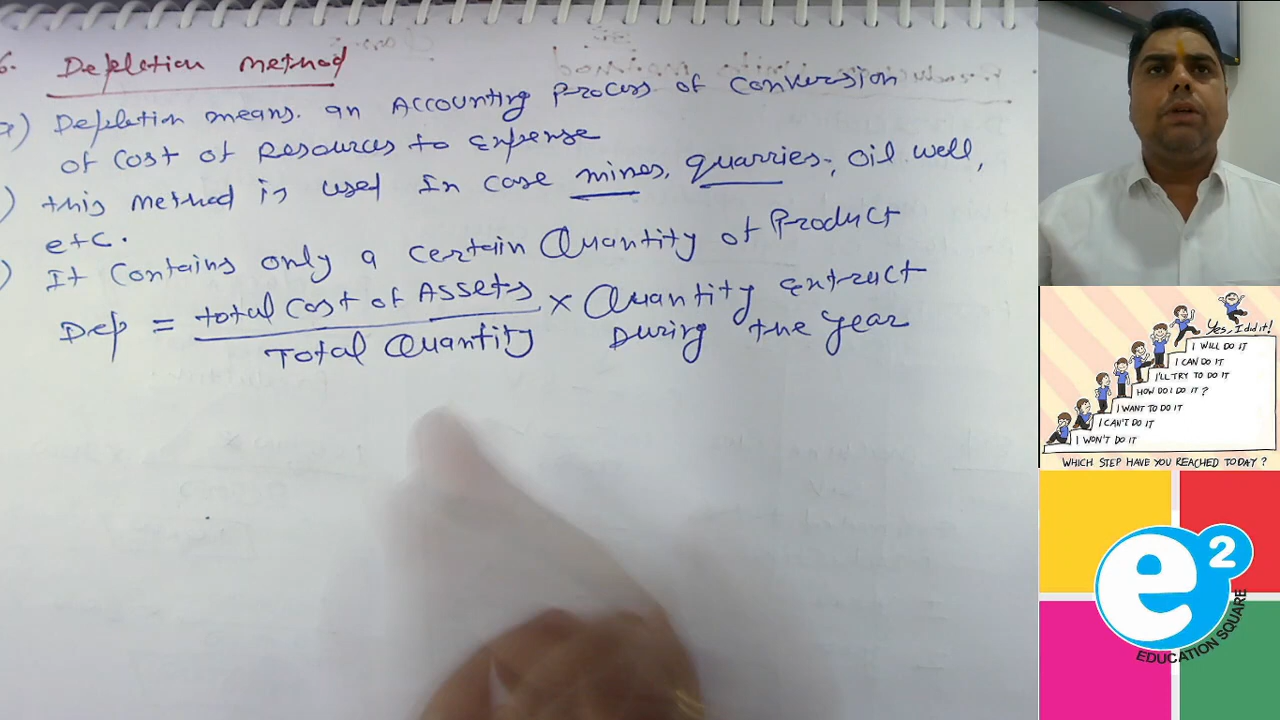 6. Depletion method
a) Depletion means. an Accounting Process of Conversion
of Cost of Resources to Expense
) this method is used In case mines, quarries, oil well,
etc.
) It Contains only a certain Quantity of Product
Dep = total Cost of Assets × Quantity extract
Total Quantity During the year
Yes, I did it!
I WILL DO IT
I CAN DO IT
I'LL TRY TO DO IT
HOW DO I DO IT?
I WANT TO DO IT
I CAN'T DO IT
I WON'T DO IT
WHICH STEP HAVE YOU REACHED TODAY?
e2
EDUCATION SQUARE